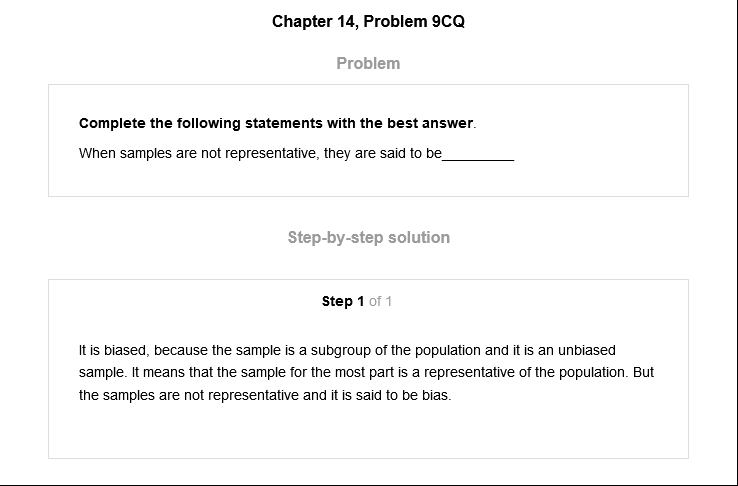 Chapter 14, Problem 9CQ
Problem
Complete the following statements with the best answer.
When samples are not representative, they are said to be__________
Step-by-step solution
Step 1 of 1
It is biased, because the sample is a subgroup of the population and it is an unbiased
sample. It means that the sample for the most part is a representative of the population. But
the samples are not representative and it is said to be bias.